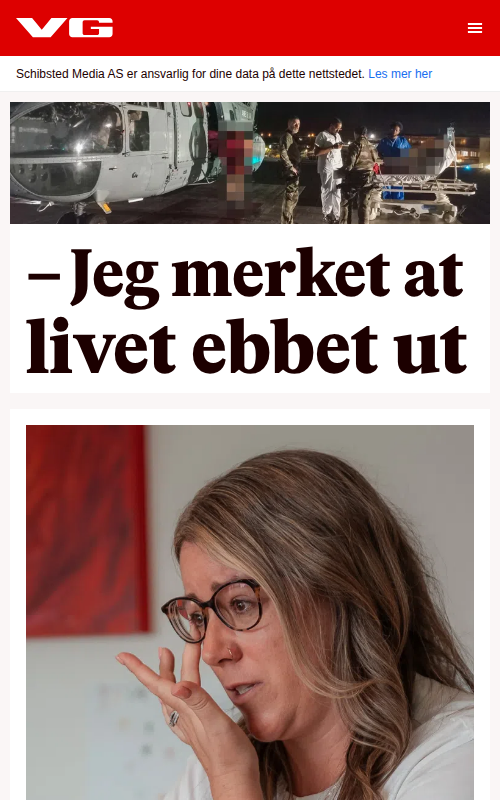 VG
Schibsted Media AS er ansvarlig for dine data på dette nettstedet. Les mer her
– Jeg merket at
livet ebbet ut